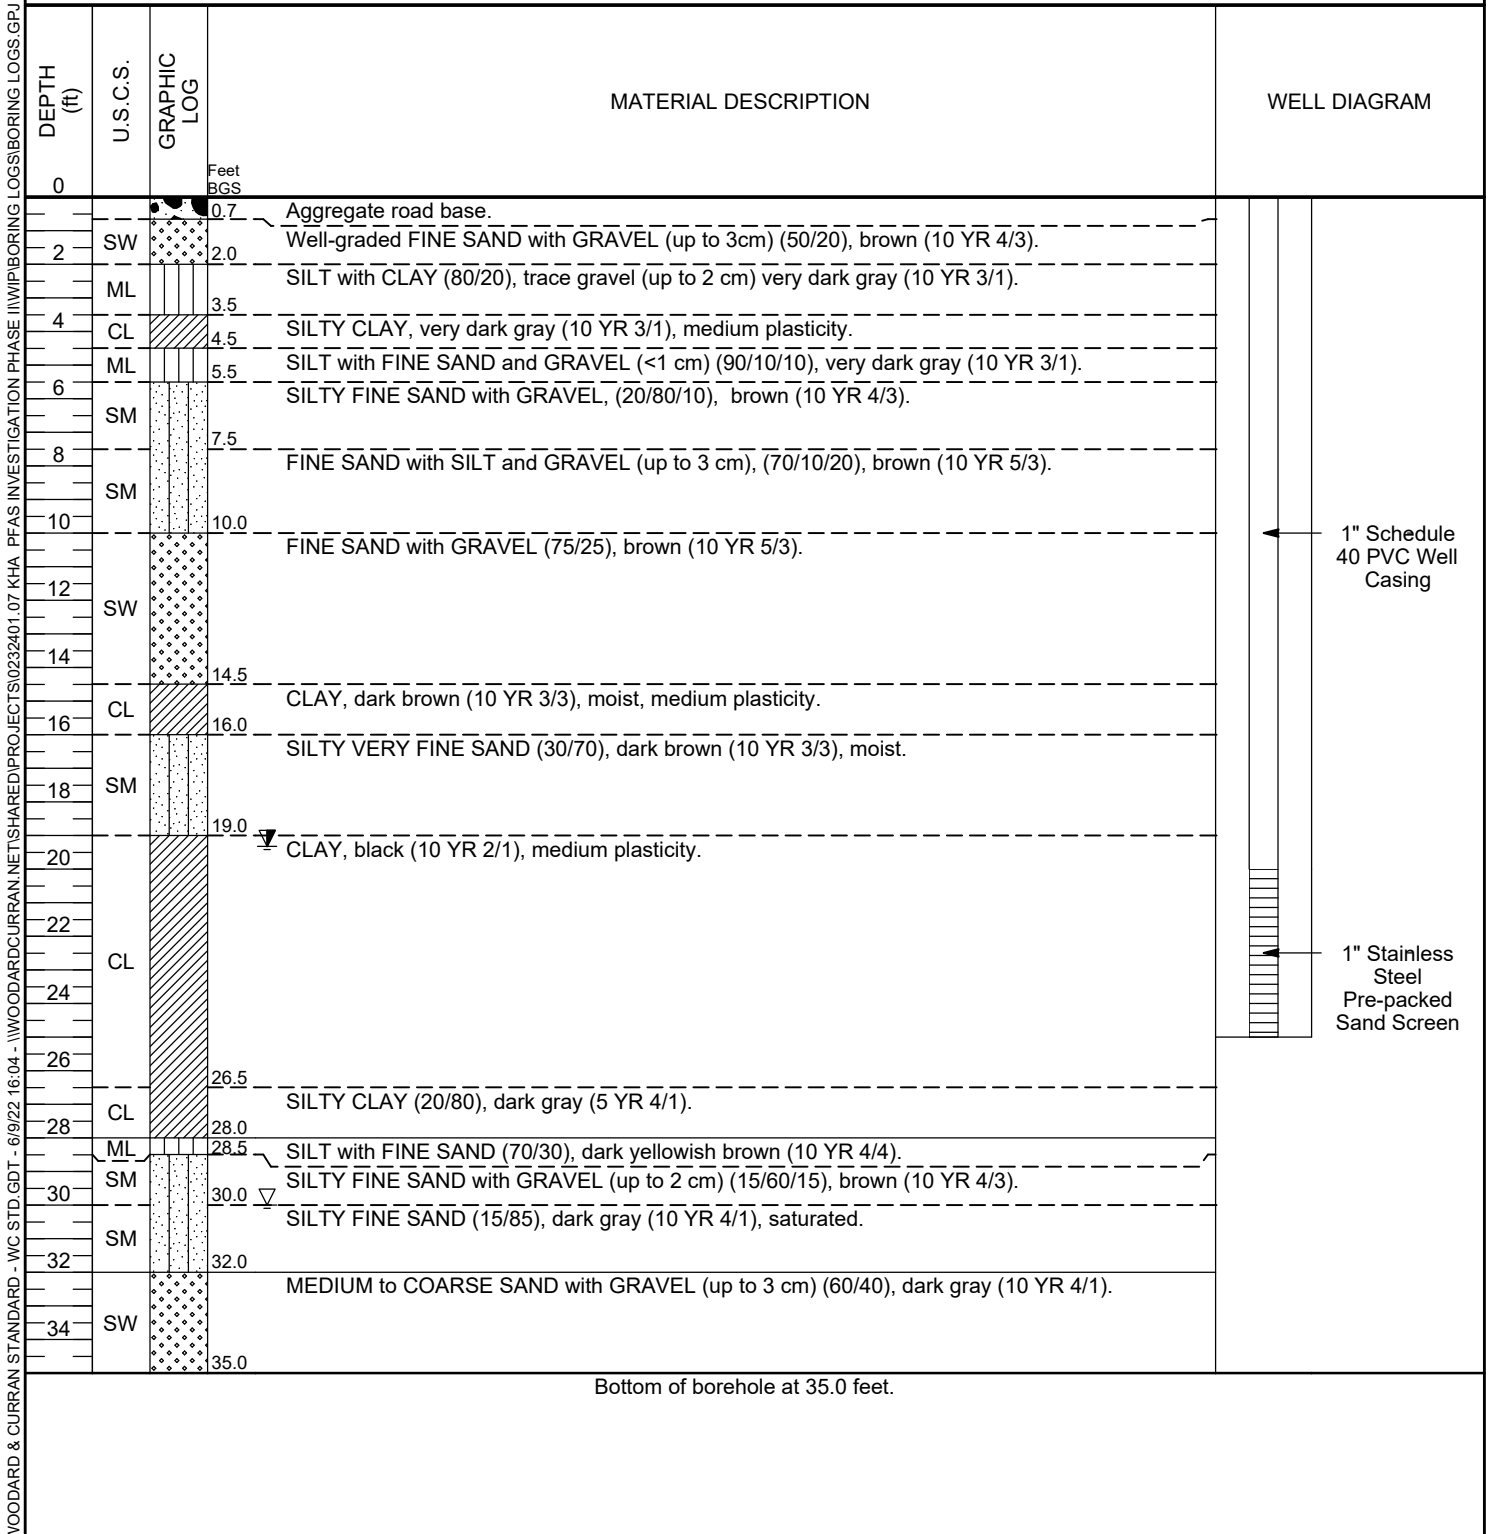 DEPTH
(ft)
U.S.C.S.
GRAPHIC
LOG
MATERIAL DESCRIPTION
WELL DIAGRAM
0
Feet
BGS
0.7 Aggregate road base.
SW Well-graded FINE SAND with GRAVEL (up to 3cm) (50/20), brown (10 YR 4/3).
2 2.0
SILT with CLAY (80/20), trace gravel (up to 2 cm) very dark gray (10 YR 3/1).
ML
3.5
4 CL SILTY CLAY, very dark gray (10 YR 3/1), medium plasticity.
4.5
ML SILT with FINE SAND and GRAVEL (<1 cm) (90/10/10), very dark gray (10 YR 3/1).
5.5
6 SILTY FINE SAND with GRAVEL, (20/80/10), brown (10 YR 4/3).
SM
7.5
8 FINE SAND with SILT and GRAVEL (up to 3 cm), (70/10/20), brown (10 YR 5/3).
SM
10 10.0
FINE SAND with GRAVEL (75/25), brown (10 YR 5/3).
1" Schedule
40 PVC Well
Casing
12
SW
14
14.5
CLAY, dark brown (10 YR 3/3), moist, medium plasticity.
CL
16 16.0
SILTY VERY FINE SAND (30/70), dark brown (10 YR 3/3), moist.
SM
18
19.0
20 CLAY, black (10 YR 2/1), medium plasticity.
22
CL
1" Stainless
Steel
Pre-packed
Sand Screen
24
26
26.5
SILTY CLAY (20/80), dark gray (5 YR 4/1).
CL
28 28.0
ML 28.5 SILT with FINE SAND (70/30), dark yellowish brown (10 YR 4/4).
SM SILTY FINE SAND with GRAVEL (up to 2 cm) (15/60/15), brown (10 YR 4/3).
30 30.0
SILTY FINE SAND (15/85), dark gray (10 YR 4/1), saturated.
SM
32 32.0
MEDIUM to COARSE SAND with GRAVEL (up to 3 cm) (60/40), dark gray (10 YR 4/1).
34 SW
35.0
Bottom of borehole at 35.0 feet.
WOODARD & CURRAN STANDARD - WC STD.GDT - 6/9/22 16:04 - \\WOODARDCURRAN.NET\SHARED\PROJECTS\0232401.07 KHA PFAS INVESTIGATION PHASE II\WIP\BORING LOGS\BORING LOGS.GPJ